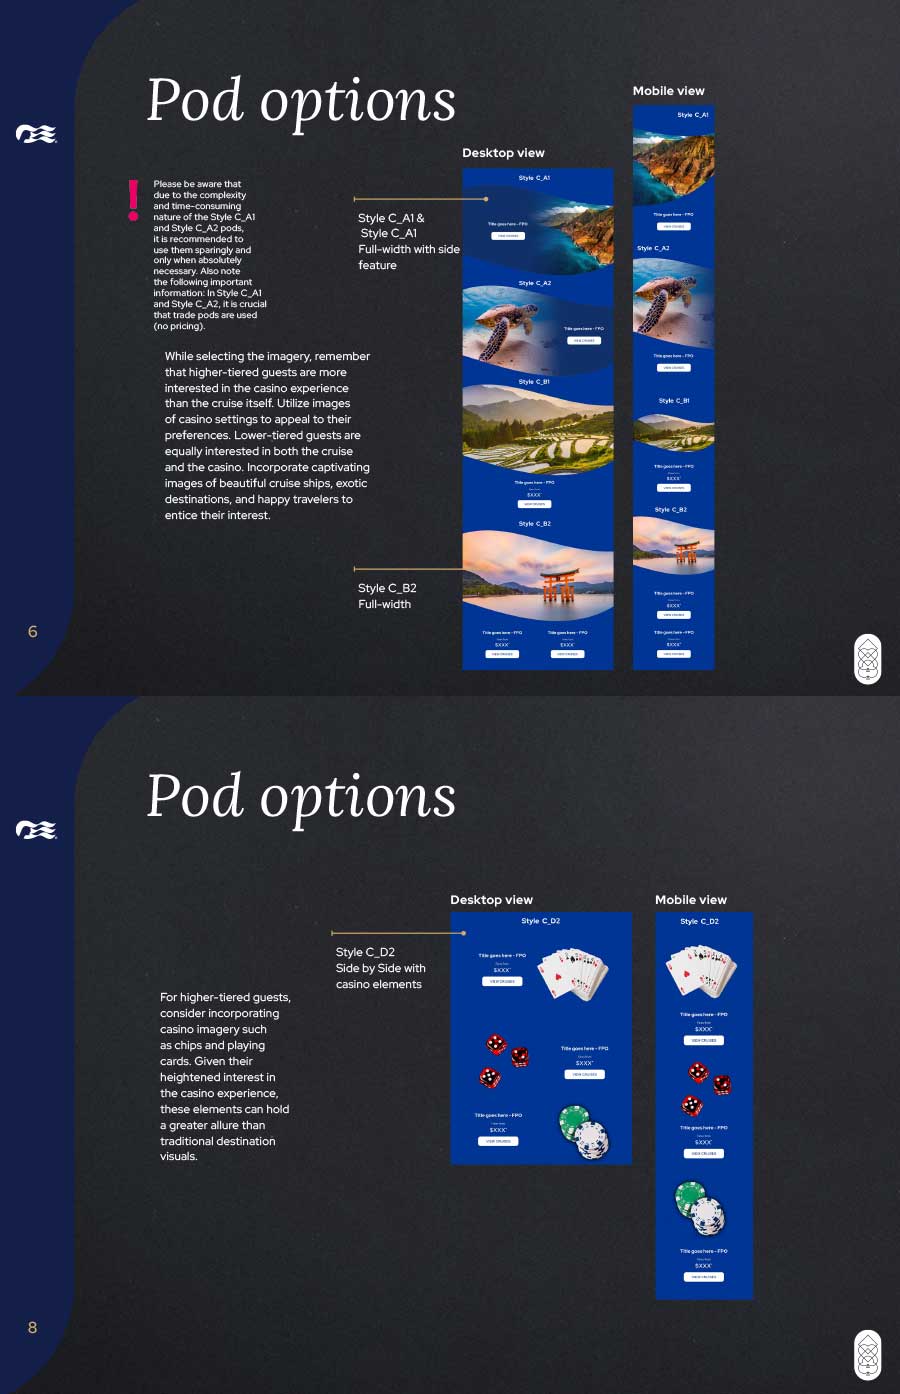 Pod options
Mobile view
Style C_A1
Desktop view
Style C_A1
Please be aware that
due to the complexity
and time-consuming
nature of the Style C_A1
and Style C_A2 pods,
it is recommended to
use them sparingly and
only when absolutely
necessary. Also note
the following important
information: In Style C_A1
and Style C_A2, it is crucial
that trade pods are used
(no pricing).
Style C_A1 &
Style C_A1
Full-width with side
feature
Title goes here - FPO
VIEW CRUISES
Title goes here - FPO
VIEW CRUISES
Style C_A2
Style C_A2
Title goes here - FPO
VIEW CRUISES
Title goes here - FPO
VIEW CRUISES
While selecting the imagery, remember
that higher-tiered guests are more
interested in the casino experience
than the cruise itself. Utilize images
of casino settings to appeal to their
preferences. Lower-tiered guests are
equally interested in both the cruise
and the casino. Incorporate captivating
images of beautiful cruise ships, exotic
destinations, and happy travelers to
entice their interest.
Style C_B1
Style C_B1
Title goes here - FPO
$XXX*
VIEW CRUISES
Title goes here - FPO
$XXX*
VIEW CRUISES
Style C_B2
Style C_B2
Style C_B2
Full-width
Title goes here - FPO
$XXX*
VIEW CRUISES
Title goes here - FPO
$XXX*
VIEW CRUISES
Title goes here - FPO
$XXX*
VIEW CRUISES
Title goes here - FPO
$XXX*
VIEW CRUISES
6
Pod options
Desktop view
Mobile view
Style C_D2
Style C_D2
Style C_D2
Side by Side with
casino elements
For higher-tiered guests,
consider incorporating
casino imagery such
as chips and playing
cards. Given their
heightened interest in
the casino experience,
these elements can hold
a greater allure than
traditional destination
visuals.
Title goes here - FPO
$XXX*
VIEW CRUISES
Title goes here - FPO
$XXX*
VIEW CRUISES
Title goes here - FPO
$XXX*
VIEW CRUISES
Title goes here - FPO
$XXX*
VIEW CRUISES
Title goes here - FPO
$XXX*
VIEW CRUISES
Title goes here - FPO
$XXX*
VIEW CRUISES
8